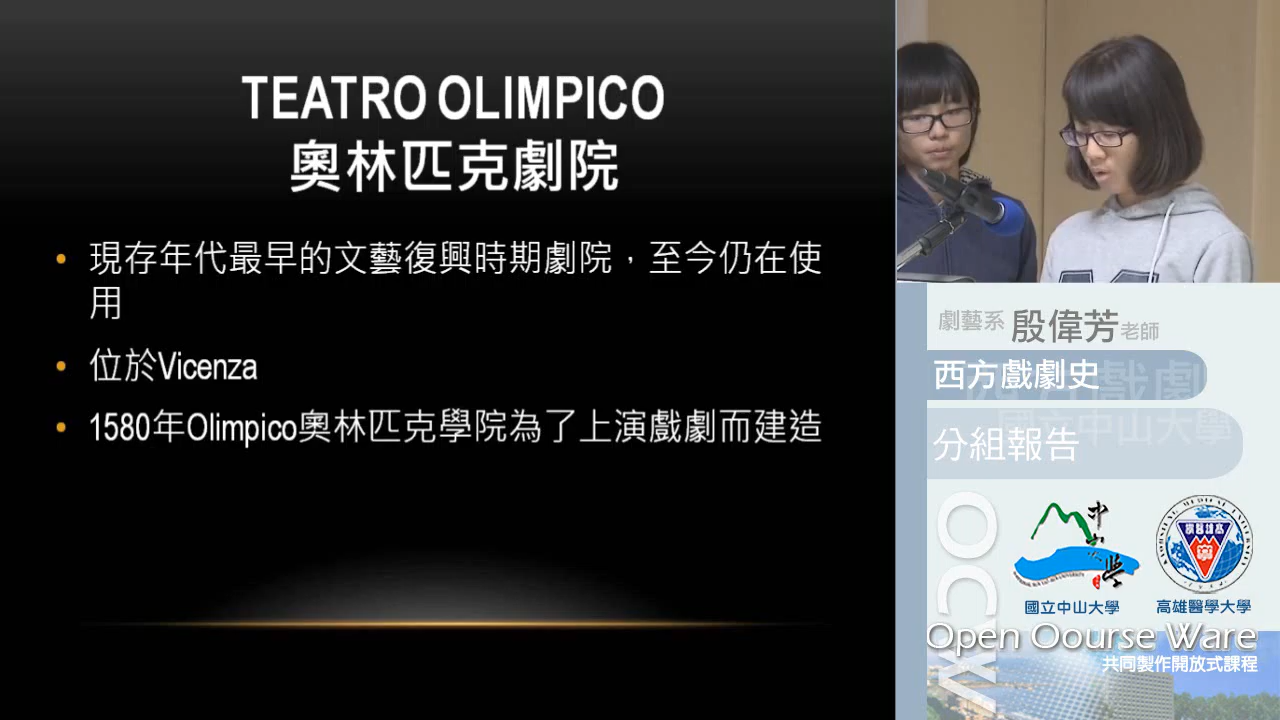 TEATRO OLIMPICO
奧林匹克劇院
• 現存年代最早的文藝復興時期劇院，至今仍在使
用
• 位於Vicenza
• 1580年Olimpico奧林匹克學院為了上演戲劇而建造
劇藝系 殷偉芳老師
西方戲劇史
分組報告
OCW
國立中山大學
高雄醫學大學
Open Oourse Ware
共同製作開放式課程